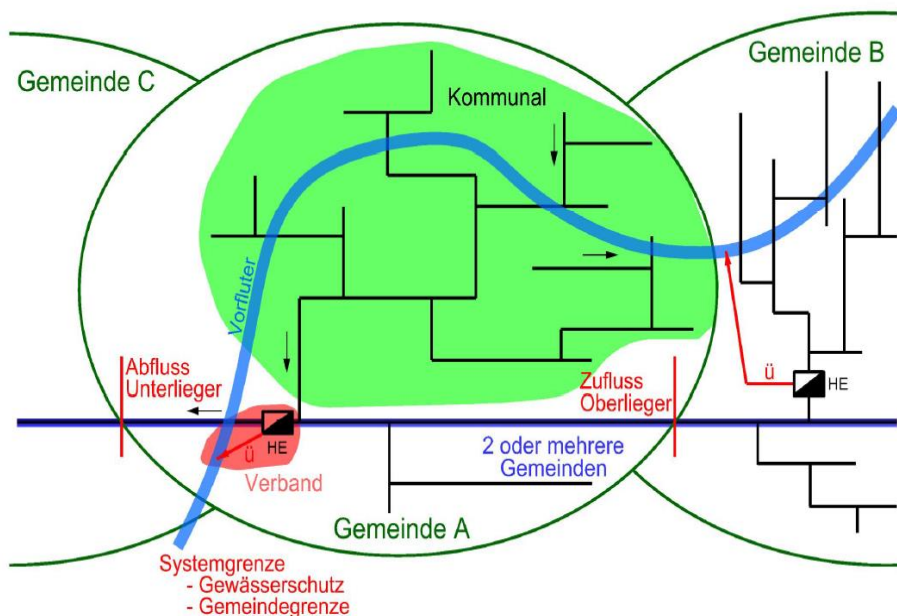 Gemeinde C
Gemeinde B
Kommunal
Vorfluter
Abfluss
Unterlieger
Zufluss
Oberlieger
ü
HE
HE
ü
2 oder mehrere
Gemeinden
Verband
Gemeinde A
Systemgrenze
- Gewässerschutz
- Gemeindegrenze